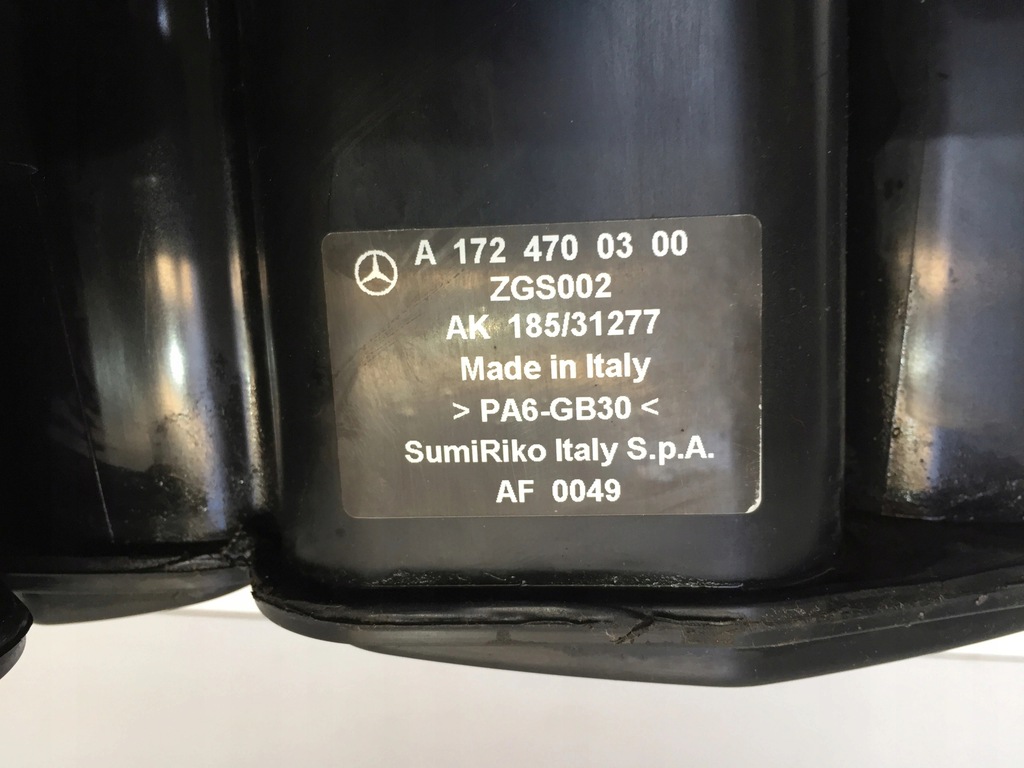 A 172 470 03 00
ZGS002
AK 185/31277
Made in Italy
> PA6-GB30 <
SumiRiko Italy S.p.A.
AF 0049